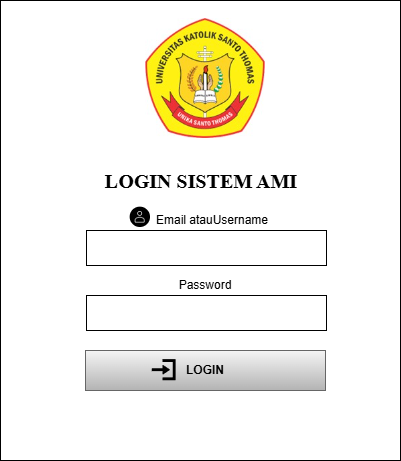 UNIVERSITAS KATOLIK SANTO THOMAS
UNIKA SANTO THOMAS
LOGIN SISTEM AMI
Email atauUsername
Password
LOGIN